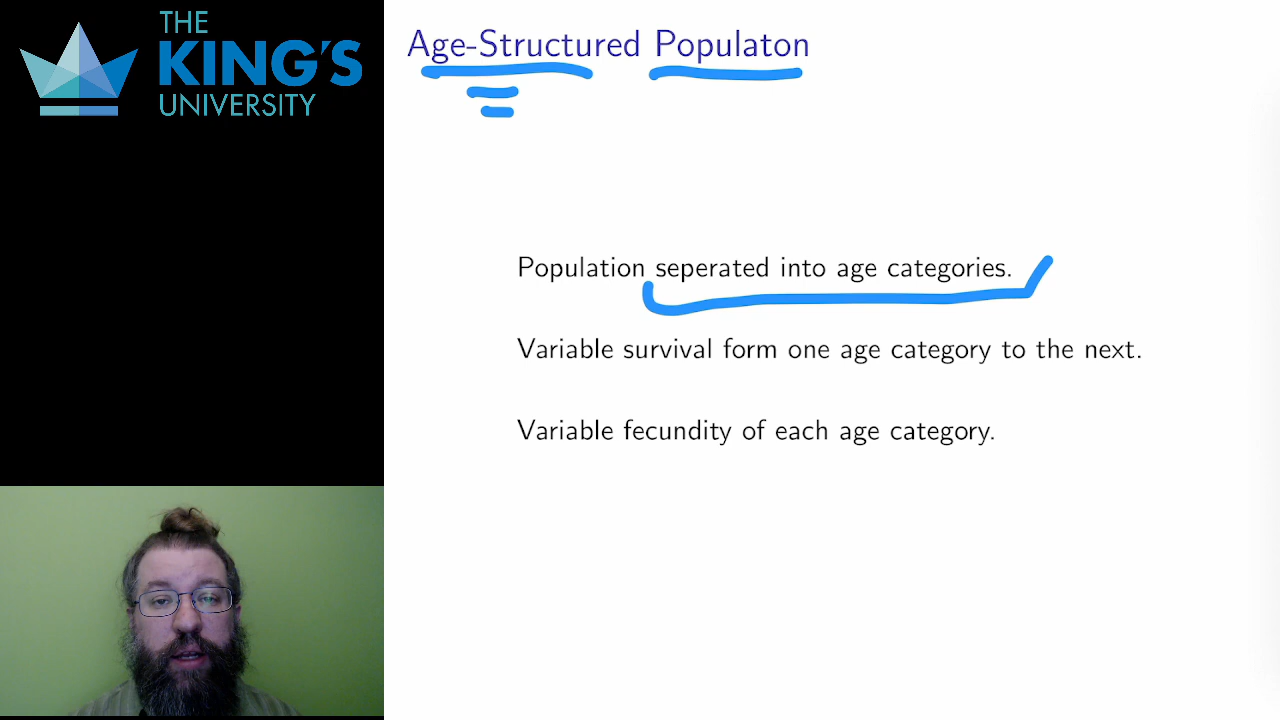 THE
KING'S
UNIVERSITY
Age-Structured Populaton
Population seperated into age categories.
Variable survival form one age category to the next.
Variable fecundity of each age category.